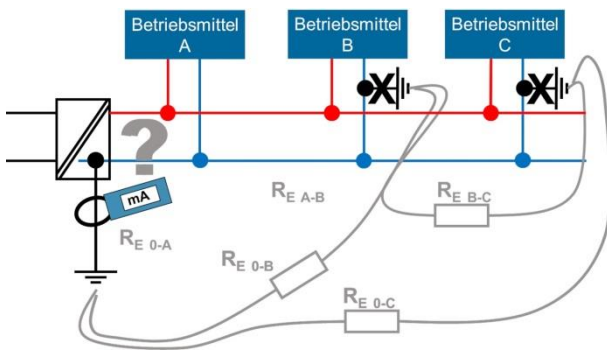 Betriebsmittel
A
Betriebsmittel
B
Betriebsmittel
C
X
X
?
mA
R_E 0-A
R_E A-B
R_E B-C
R_E 0-B
R_E 0-C